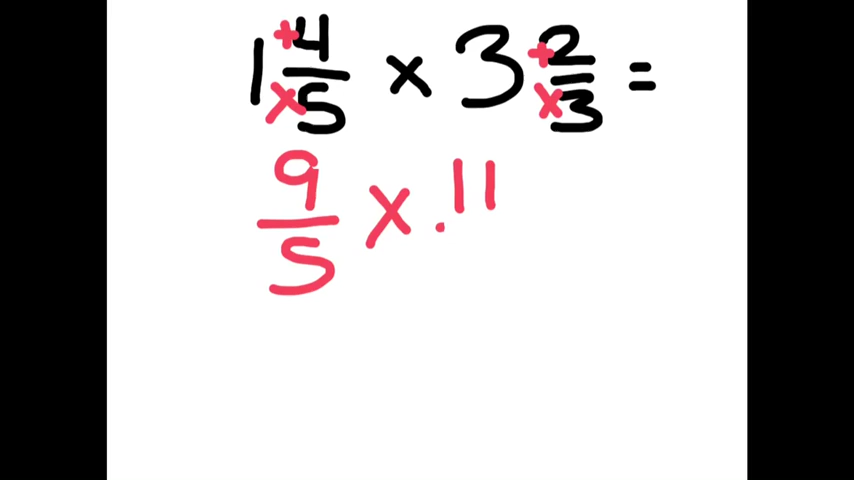 1 4/5 × 3 2/3 =
9/5 x 11